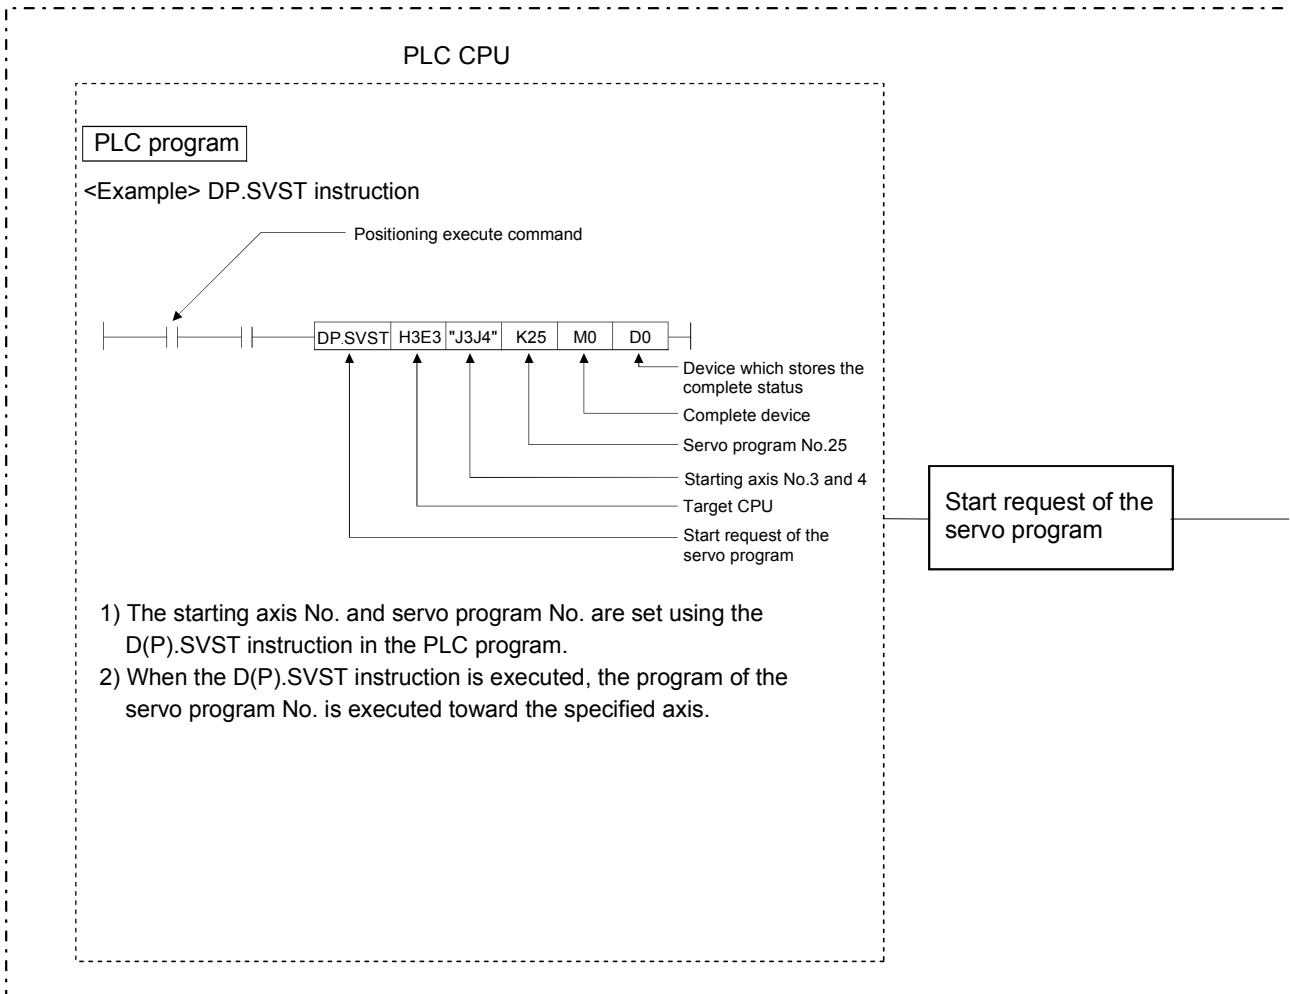 PLC CPU
PLC program
<Example> DP.SVST instruction
Positioning execute command
DP.SVST H3E3 "J3J4" K25 M0 D0
Device which stores the
complete status
Complete device
Servo program No.25
Starting axis No.3 and 4
Target CPU
Start request of the
servo program
Start request of the
servo program
1) The starting axis No. and servo program No. are set using the
D(P).SVST instruction in the PLC program.
2) When the D(P).SVST instruction is executed, the program of the
servo program No. is executed toward the specified axis.